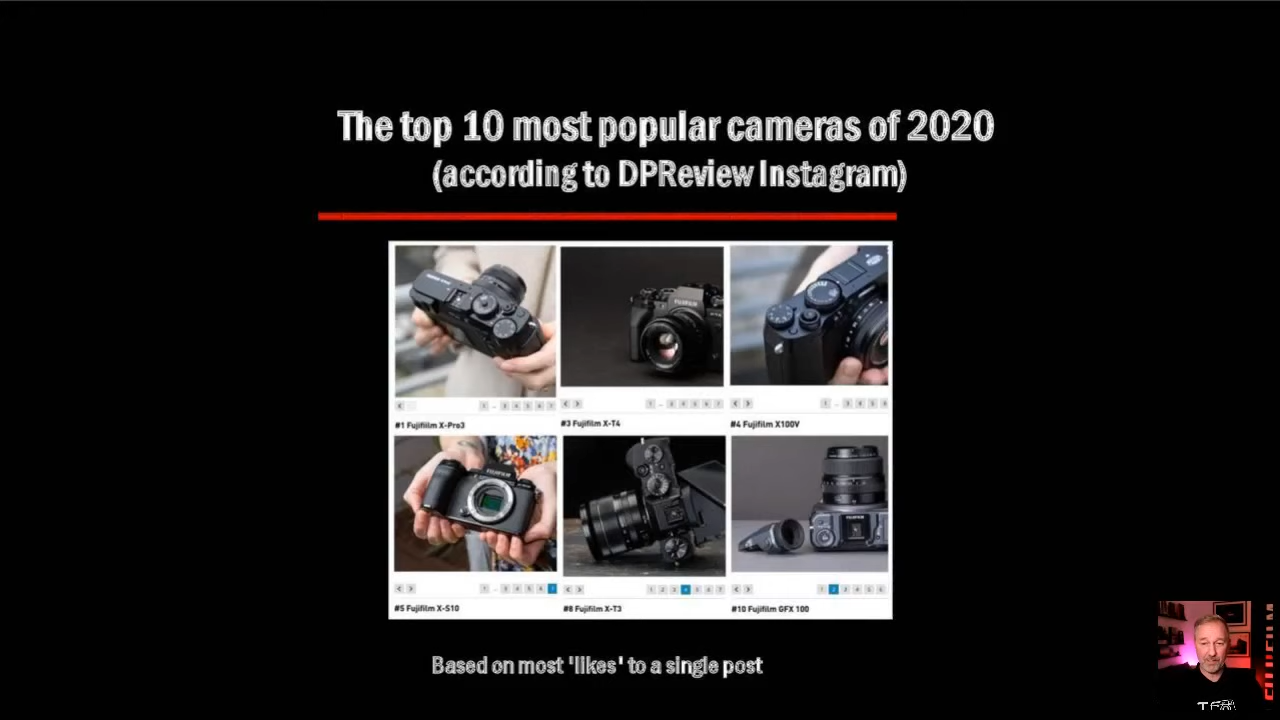 The top 10 most popular cameras of 2020
(according to DPReview Instagram)
#1 Fujifilm X-Pro3
#3 Fujifilm X-T4
#4 Fujifilm X100V
#5 Fujifilm X-S10
#8 Fujifilm X-T3
#10 Fujifilm GFX 100
Based on most 'likes' to a single post